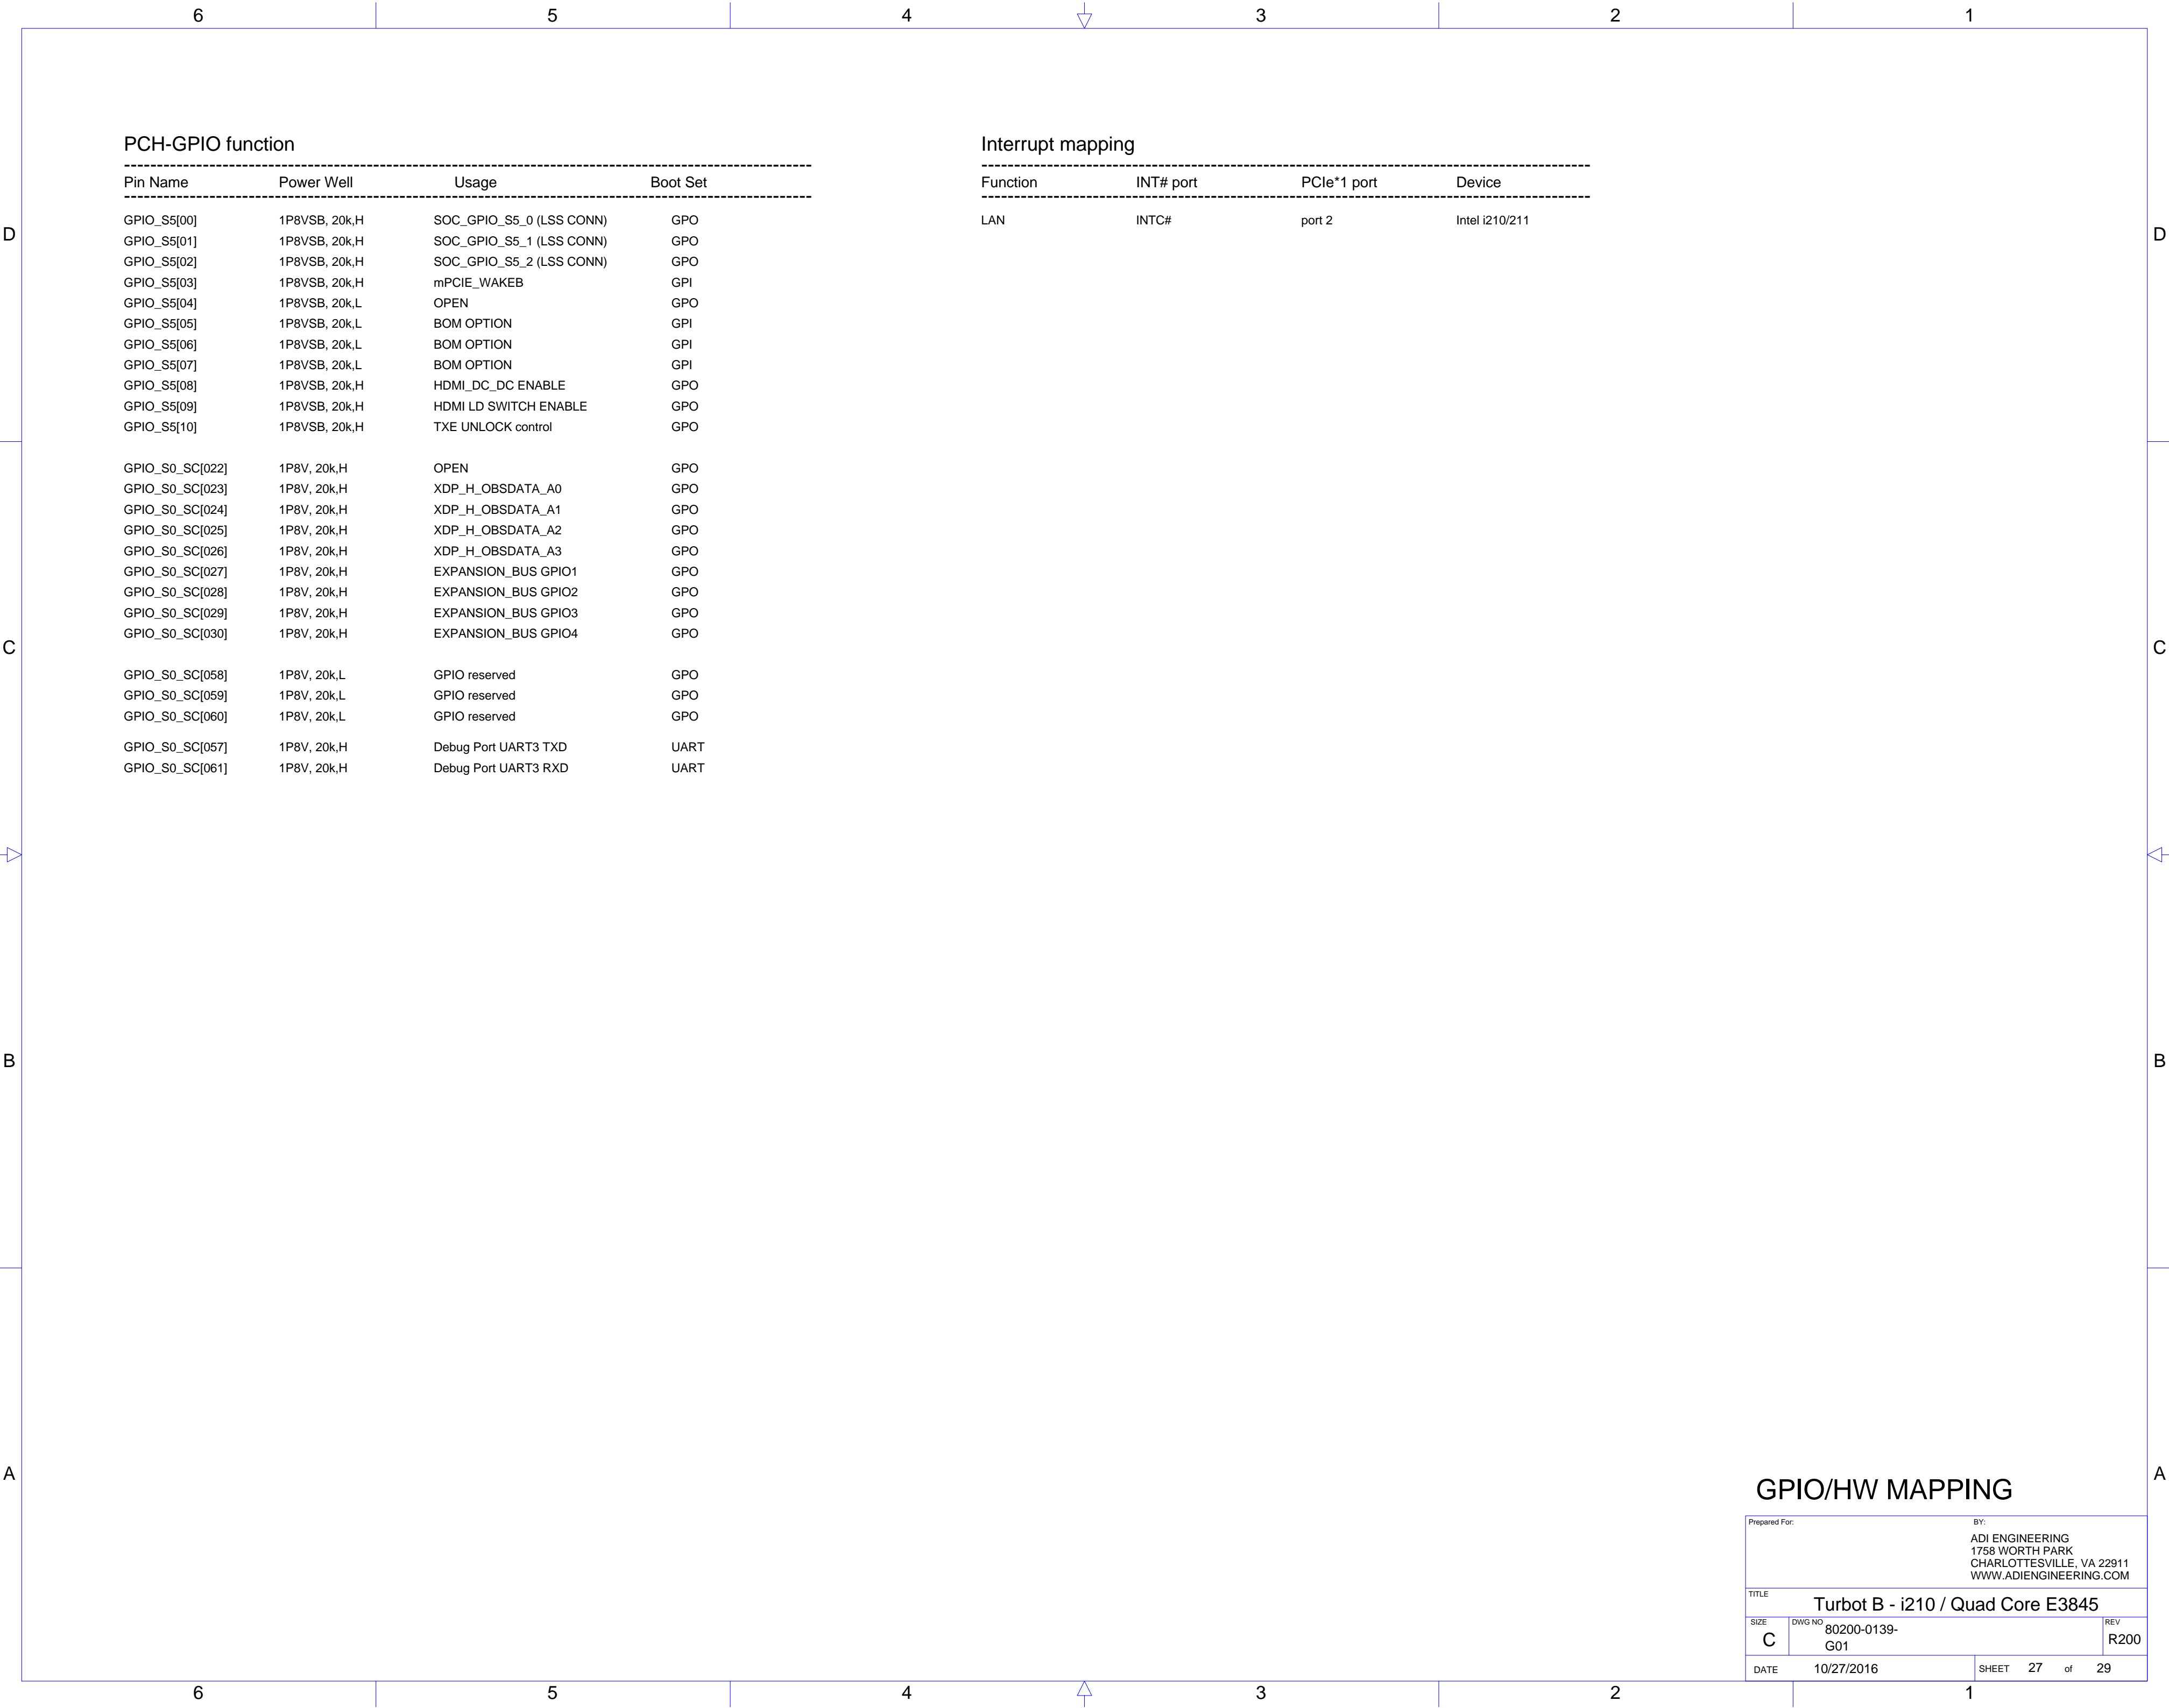 6 5 4 3 2 1
PCH-GPIO function
Pin Name Power Well Usage Boot Set
GPIO_S5[00] 1P8VSB, 20k,H SOC_GPIO_S5_0 (LSS CONN) GPO
GPIO_S5[01] 1P8VSB, 20k,H SOC_GPIO_S5_1 (LSS CONN) GPO
GPIO_S5[02] 1P8VSB, 20k,H SOC_GPIO_S5_2 (LSS CONN) GPO
GPIO_S5[03] 1P8VSB, 20k,H mPCIE_WAKEB GPI
GPIO_S5[04] 1P8VSB, 20k,L OPEN GPO
GPIO_S5[05] 1P8VSB, 20k,L BOM OPTION GPI
GPIO_S5[06] 1P8VSB, 20k,L BOM OPTION GPI
GPIO_S5[07] 1P8VSB, 20k,L BOM OPTION GPI
GPIO_S5[08] 1P8VSB, 20k,H HDMI_DC_DC ENABLE GPO
GPIO_S5[09] 1P8VSB, 20k,H HDMI LD SWITCH ENABLE GPO
GPIO_S5[10] 1P8VSB, 20k,H TXE UNLOCK control GPO
GPIO_S0_SC[022] 1P8V, 20k,H OPEN GPO
GPIO_S0_SC[023] 1P8V, 20k,H XDP_H_OBSDATA_A0 GPO
GPIO_S0_SC[024] 1P8V, 20k,H XDP_H_OBSDATA_A1 GPO
GPIO_S0_SC[025] 1P8V, 20k,H XDP_H_OBSDATA_A2 GPO
GPIO_S0_SC[026] 1P8V, 20k,H XDP_H_OBSDATA_A3 GPO
GPIO_S0_SC[027] 1P8V, 20k,H EXPANSION_BUS GPIO1 GPO
GPIO_S0_SC[028] 1P8V, 20k,H EXPANSION_BUS GPIO2 GPO
GPIO_S0_SC[029] 1P8V, 20k,H EXPANSION_BUS GPIO3 GPO
GPIO_S0_SC[030] 1P8V, 20k,H EXPANSION_BUS GPIO4 GPO
GPIO_S0_SC[058] 1P8V, 20k,L GPIO reserved GPO
GPIO_S0_SC[059] 1P8V, 20k,L GPIO reserved GPO
GPIO_S0_SC[060] 1P8V, 20k,L GPIO reserved GPO
GPIO_S0_SC[057] 1P8V, 20k,H Debug Port UART3 TXD UART
GPIO_S0_SC[061] 1P8V, 20k,H Debug Port UART3 RXD UART
Interrupt mapping
Function INT# port PCIe*1 port Device
LAN INTC# port 2 Intel i210/211
D D
C C
B B
A A
GPIO/HW MAPPING
Prepared For: BY:
ADI ENGINEERING
1758 WORTH PARK
CHARLOTTESVILLE, VA 22911
WWW.ADIENGINEERING.COM
TITLE
Turbot B - i210 / Quad Core E3845
SIZE DWG NO REV
C 80200-0139- R200
G01
DATE 10/27/2016 SHEET 27 of 29
6 5 4 3 2 1